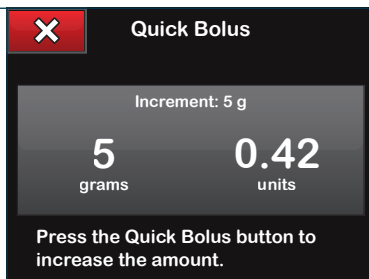 Quick Bolus
Increment: 5 g
5 0.42
grams units
Press the Quick Bolus button to
increase the amount.